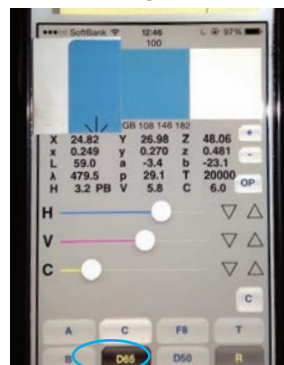 SoftBank 12:46 97%
100
GB 108 146 182
X 24.82 Y 26.98 Z 48.06 +
x 0.249 y 0.270 z 0.481
L 59.0 a -3.4 b -23.1 -
λ 479.5 p 29.1 T 20000
H 3.2 PB V 5.8 C 6.0 OP
H
V
C
C
A C F8 T
B D65 D50 R